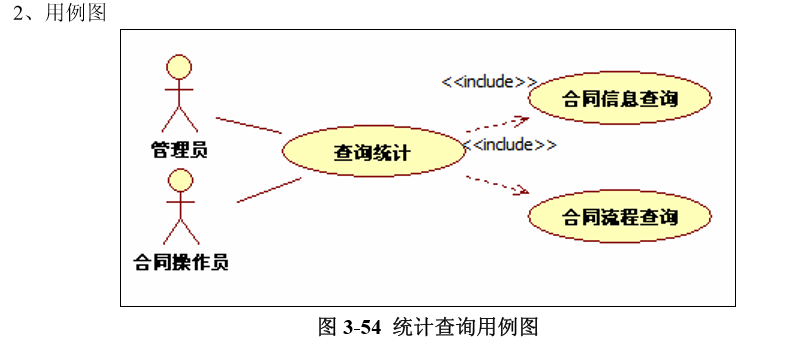 2、用例图
<<include>>
合同信息查询
管理员
查询统计
<<include>>
合同流程查询
合同操作员
图 3-54 统计查询用例图